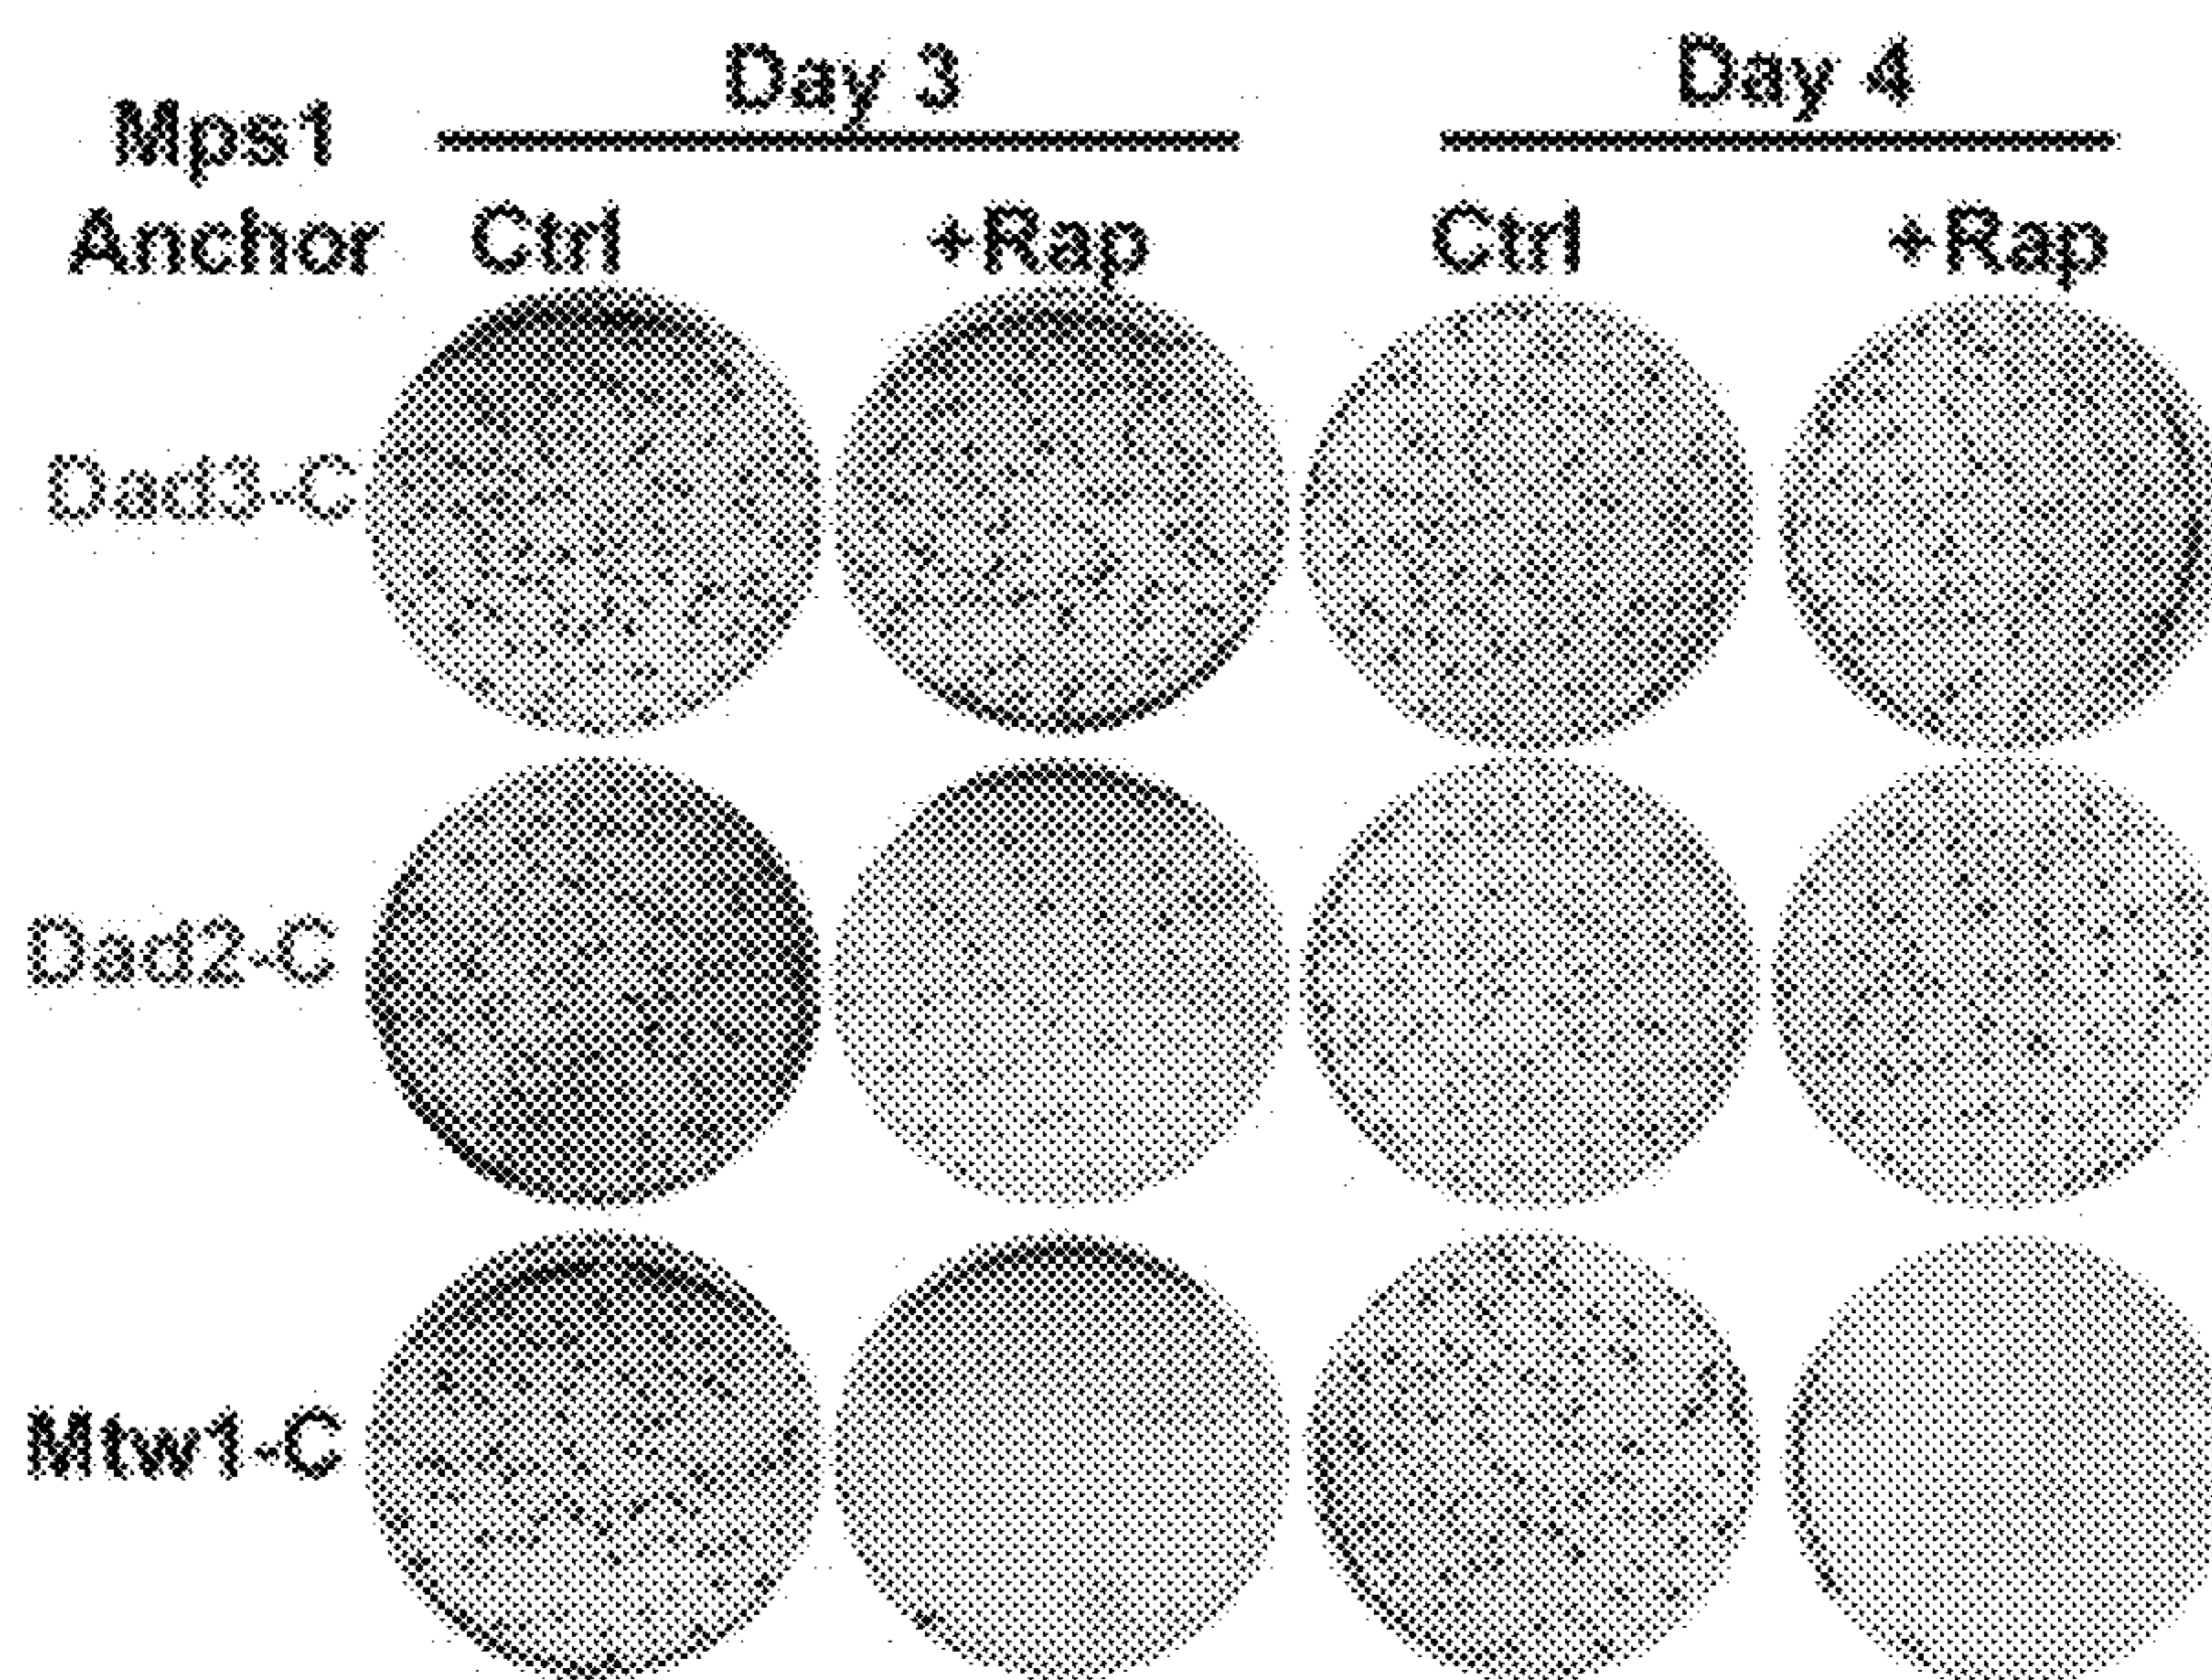 Day 3 Day 4
Mps1
Anchor Ctrl +Rap Ctrl +Rap
Dad3-C
Dad2-C
Mtw1-C